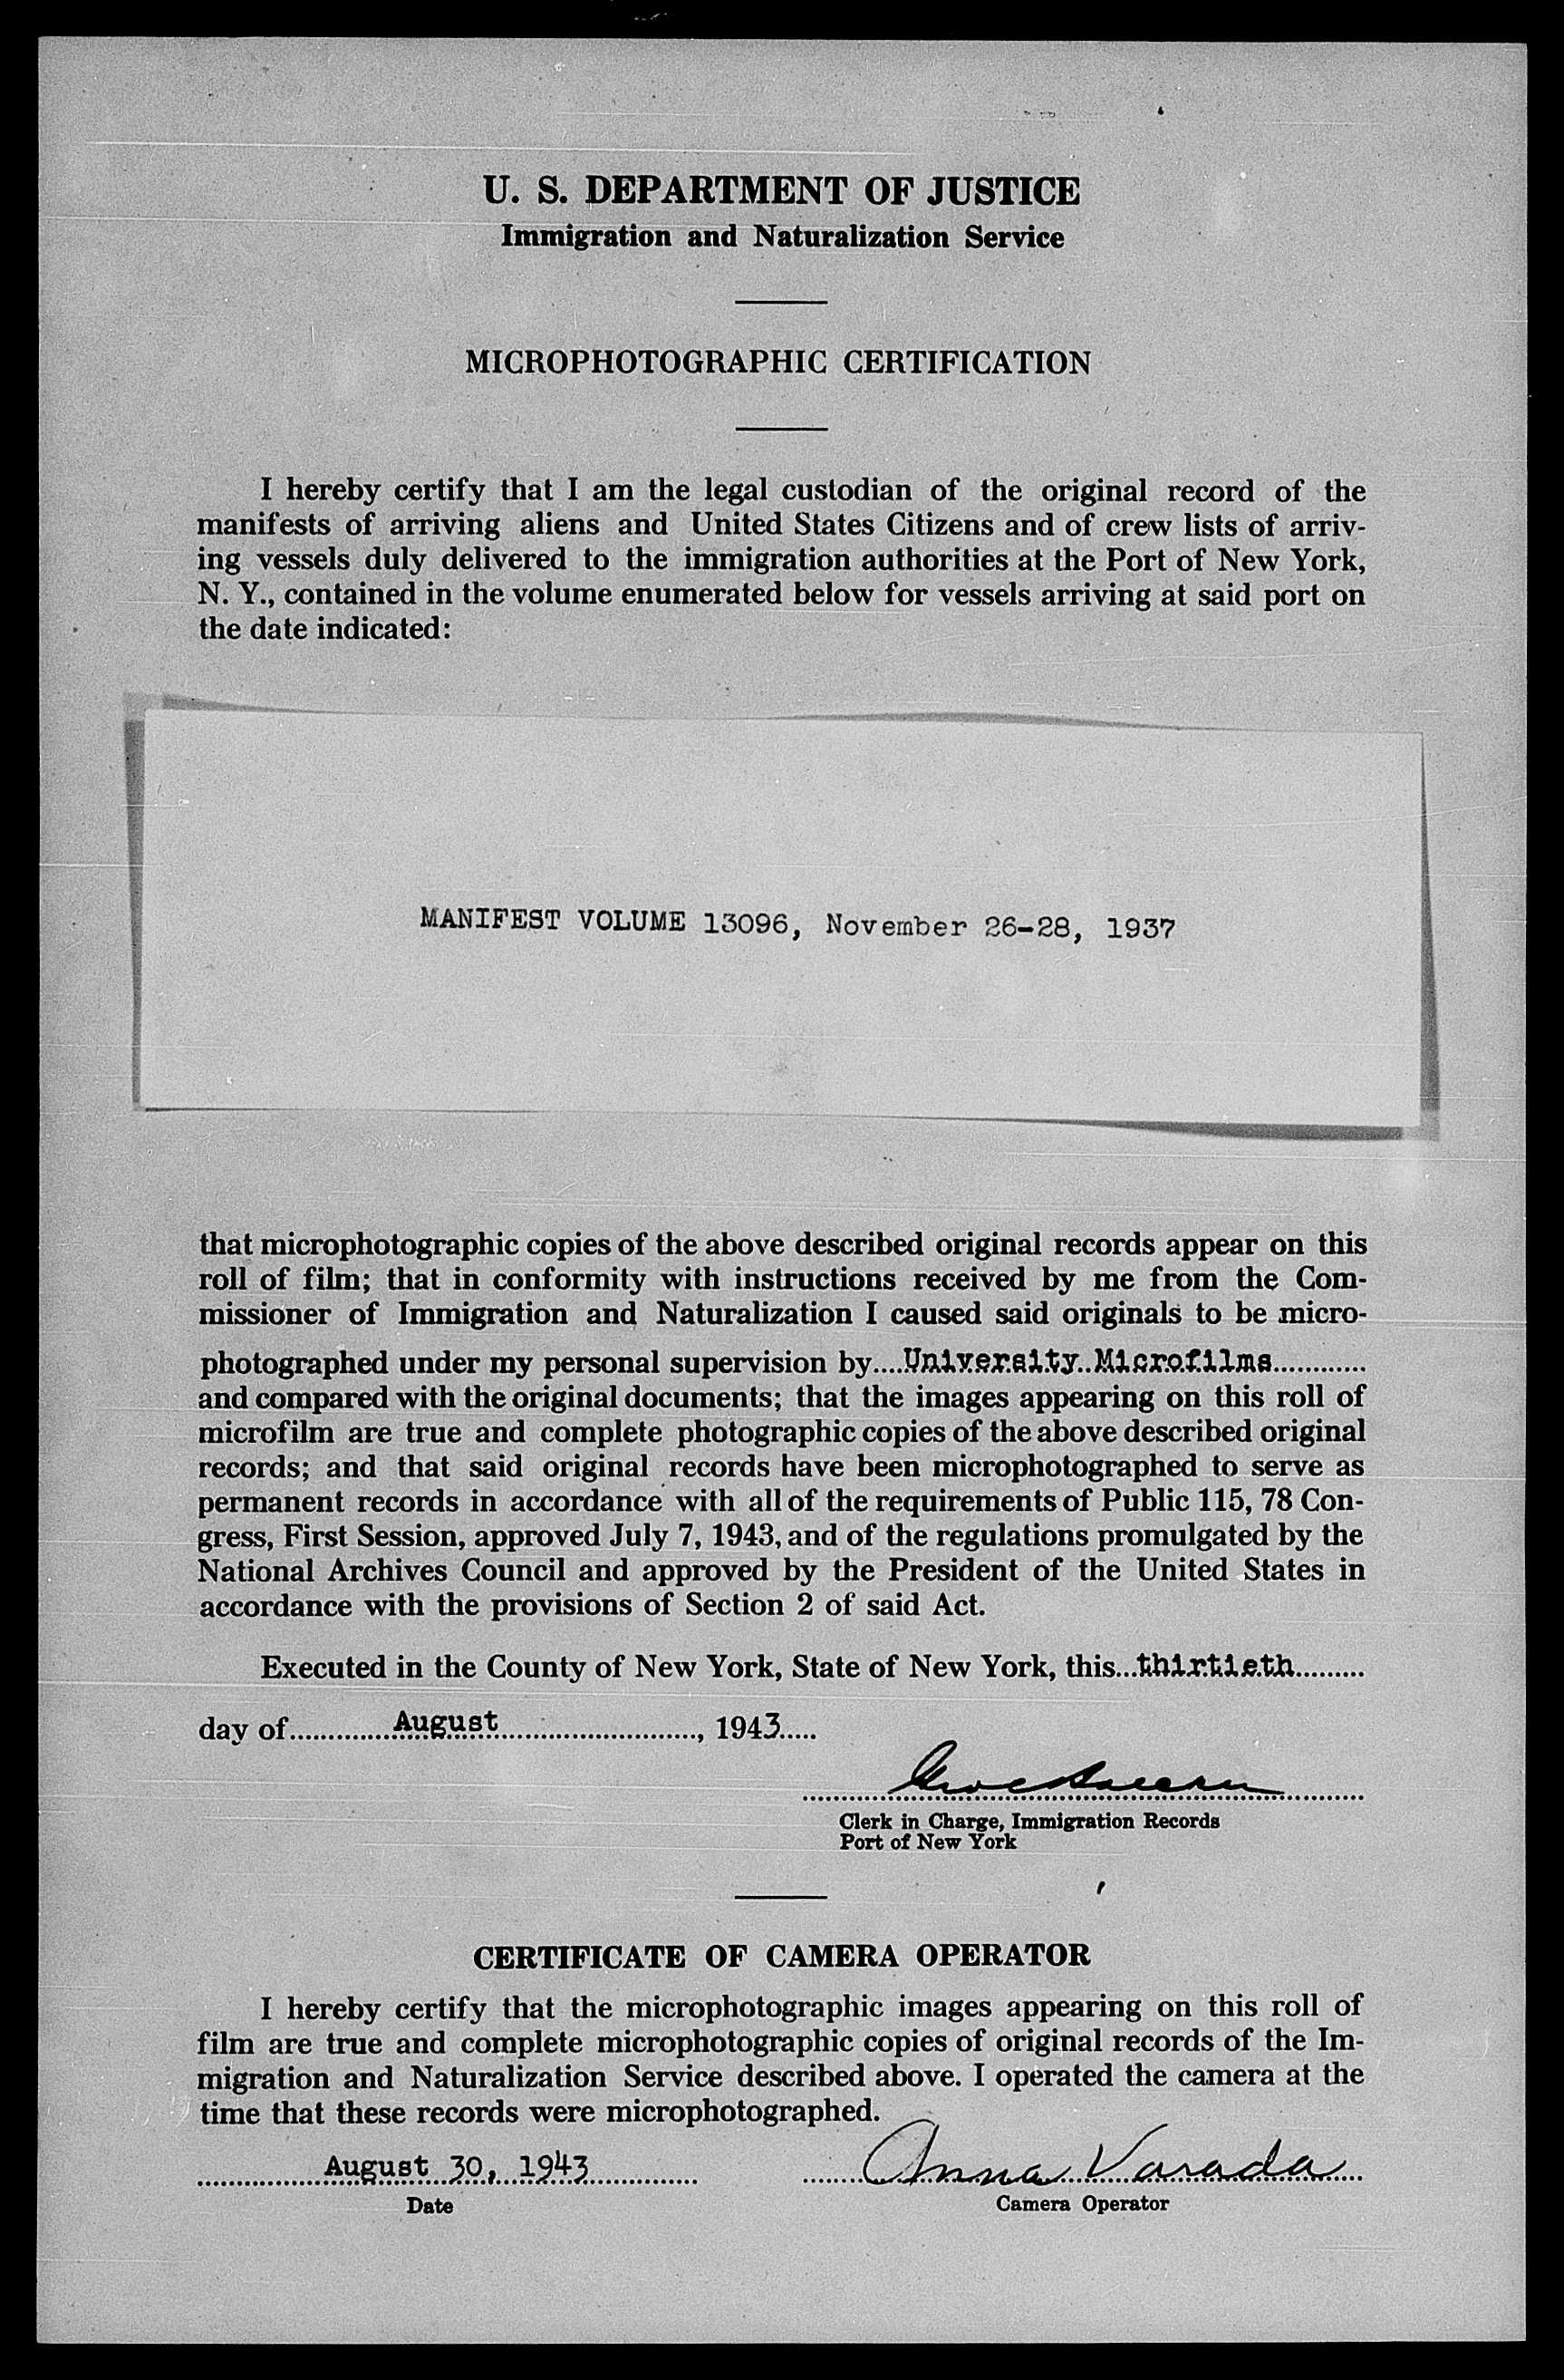 U. S. DEPARTMENT OF JUSTICE
Immigration and Naturalization Service
MICROPHOTOGRAPHIC CERTIFICATION
I hereby certify that I am the legal custodian of the original record of the
manifests of arriving aliens and United States Citizens and of crew lists of arriv-
ing vessels duly delivered to the immigration authorities at the Port of New York,
N. Y., contained in the volume enumerated below for vessels arriving at said port on
the date indicated:
MANIFEST VOLUME 13096, November 26-28, 1937
that microphotographic copies of the above described original records appear on this
roll of film; that in conformity with instructions received by me from the Com-
missioner of Immigration and Naturalization I caused said originals to be micro-
photographed under my personal supervision by....University Microfilms............
and compared with the original documents; that the images appearing on this roll of
microfilm are true and complete photographic copies of the above described original
records; and that said original records have been microphotographed to serve as
permanent records in accordance with all of the requirements of Public 115, 78 Con-
gress, First Session, approved July 7, 1943, and of the regulations promulgated by the
National Archives Council and approved by the President of the United States in
accordance with the provisions of Section 2 of said Act.
Executed in the County of New York, State of New York, this...thirtieth.........
day of.............August........................, 1943.....
Clerk in Charge, Immigration Records
Port of New York
CERTIFICATE OF CAMERA OPERATOR
I hereby certify that the microphotographic images appearing on this roll of
film are true and complete microphotographic copies of original records of the Im-
migration and Naturalization Service described above. I operated the camera at the
time that these records were microphotographed.
August 30, 1943 Anna Varada
Date Camera Operator